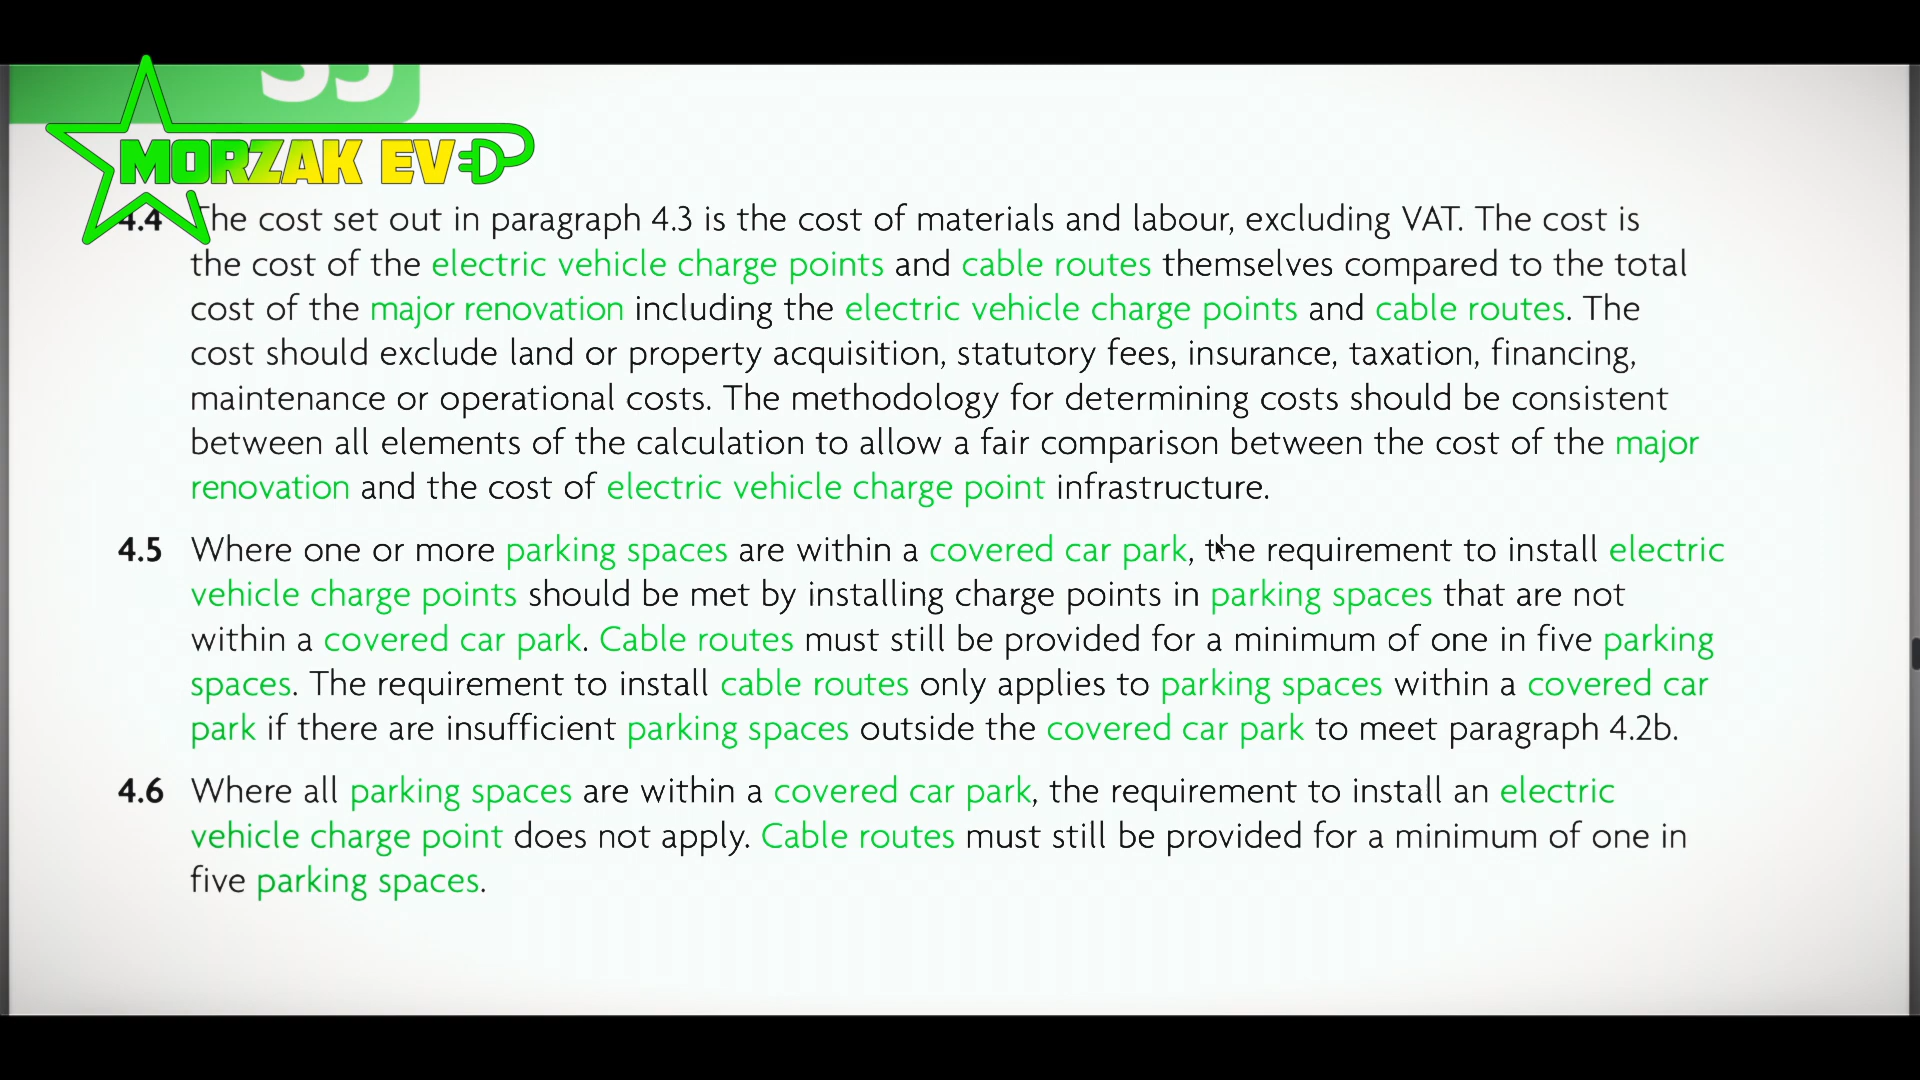 MORZAK EV
4.4 The cost set out in paragraph 4.3 is the cost of materials and labour, excluding VAT. The cost is
the cost of the electric vehicle charge points and cable routes themselves compared to the total
cost of the major renovation including the electric vehicle charge points and cable routes. The
cost should exclude land or property acquisition, statutory fees, insurance, taxation, financing,
maintenance or operational costs. The methodology for determining costs should be consistent
between all elements of the calculation to allow a fair comparison between the cost of the major
renovation and the cost of electric vehicle charge point infrastructure.
4.5 Where one or more parking spaces are within a covered car park, the requirement to install electric
vehicle charge points should be met by installing charge points in parking spaces that are not
within a covered car park. Cable routes must still be provided for a minimum of one in five parking
spaces. The requirement to install cable routes only applies to parking spaces within a covered car
park if there are insufficient parking spaces outside the covered car park to meet paragraph 4.2b.
4.6 Where all parking spaces are within a covered car park, the requirement to install an electric
vehicle charge point does not apply. Cable routes must still be provided for a minimum of one in
five parking spaces.